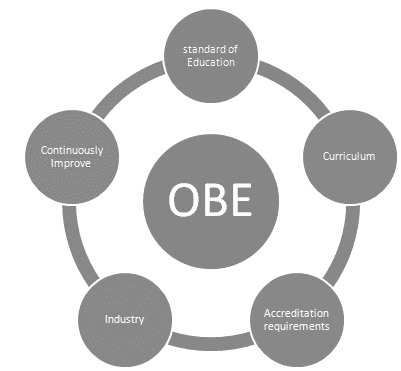 standard of
Education
Continuously
Improve
Curriculum
OBE
Industry
Accreditation
requirements